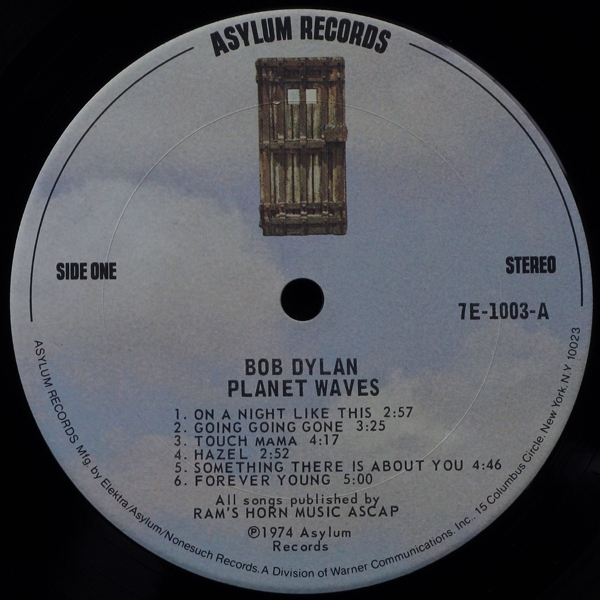 ASYLUM RECORDS
SIDE ONE
STEREO
7E-1003-A
BOB DYLAN
PLANET WAVES
1. ON A NIGHT LIKE THIS 2:57
2. GOING GOING GONE 3:25
3. TOUCH MAMA 4:17
4. HAZEL 2:52
5. SOMETHING THERE IS ABOUT YOU 4:46
6. FOREVER YOUNG 5:00
All songs published by
RAM'S HORN MUSIC ASCAP
℗1974 Asylum
Records
ASYLUM RECORDS Mfg. by Elektra/Asylum/Nonesuch Records. A Division of Warner Communications. Inc.. 15 Columbus Circle. New York. N.Y 10023